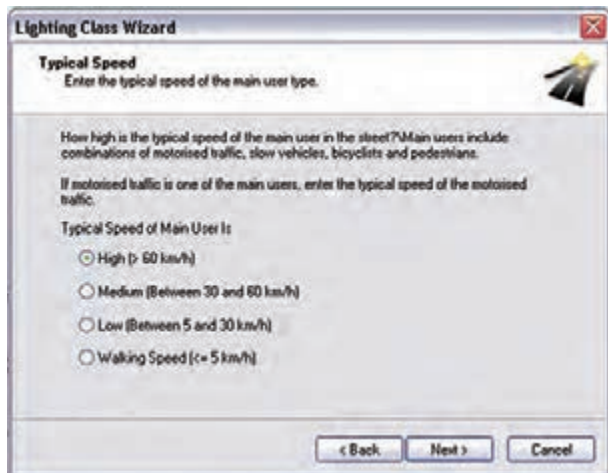 Lighting Class Wizard
Typical Speed
Enter the typical speed of the main user type.
How high is the typical speed of the main user in the street?\Main users include
combinations of motorised traffic, slow vehicles, bicyclists and pedestrians.
If motorised traffic is one of the main users, enter the typical speed of the motorised
traffic.
Typical Speed of Main User Is
High (> 60 km/h)
Medium (Between 30 and 60 km/h)
Low (Between 5 and 30 km/h)
Walking Speed (<= 5 km/h)
< Back Next > Cancel